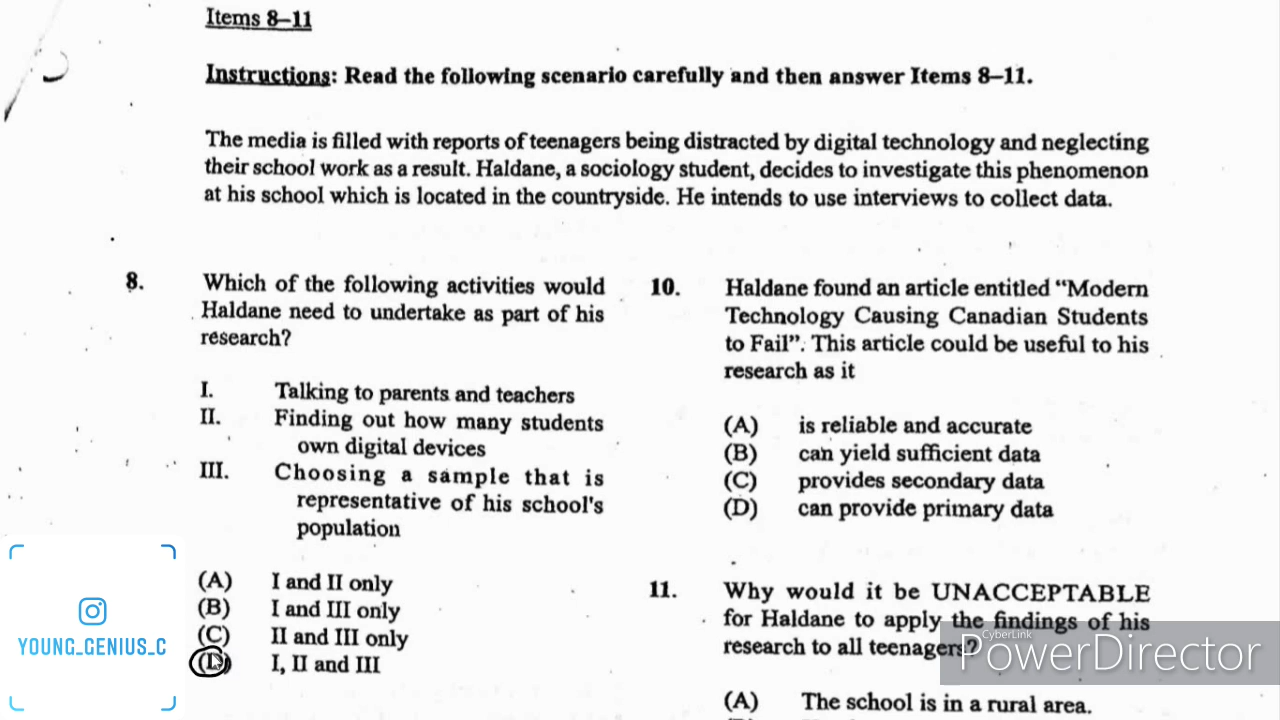 Items 8–11
Instructions: Read the following scenario carefully and then answer Items 8–11.
The media is filled with reports of teenagers being distracted by digital technology and neglecting
their school work as a result. Haldane, a sociology student, decides to investigate this phenomenon
at his school which is located in the countryside. He intends to use interviews to collect data.
8. Which of the following activities would
Haldane need to undertake as part of his
research?
I. Talking to parents and teachers
II. Finding out how many students
own digital devices
III. Choosing a sample that is
representative of his school's
population
(A) I and II only
(B) I and III only
(C) II and III only
(D) I, II and III
10. Haldane found an article entitled “Modern
Technology Causing Canadian Students
to Fail”. This article could be useful to his
research as it
(A) is reliable and accurate
(B) can yield sufficient data
(C) provides secondary data
(D) can provide primary data
11. Why would it be UNACCEPTABLE
for Haldane to apply the findings of his
research to all teenagers?
(A) The school is in a rural area.
YOUNG_GENIUS_C
CyberLink
PowerDirector